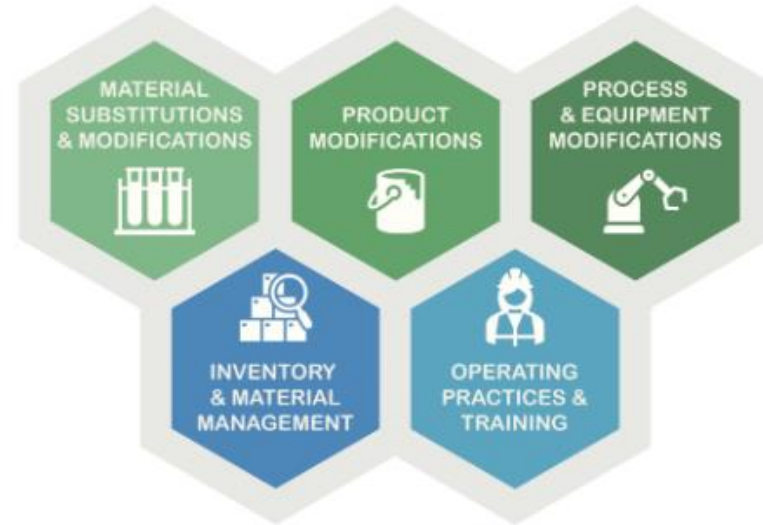 MATERIAL
SUBSTITUTIONS
& MODIFICATIONS
PRODUCT
MODIFICATIONS
PROCESS
& EQUIPMENT
MODIFICATIONS
INVENTORY
& MATERIAL
MANAGEMENT
OPERATING
PRACTICES &
TRAINING